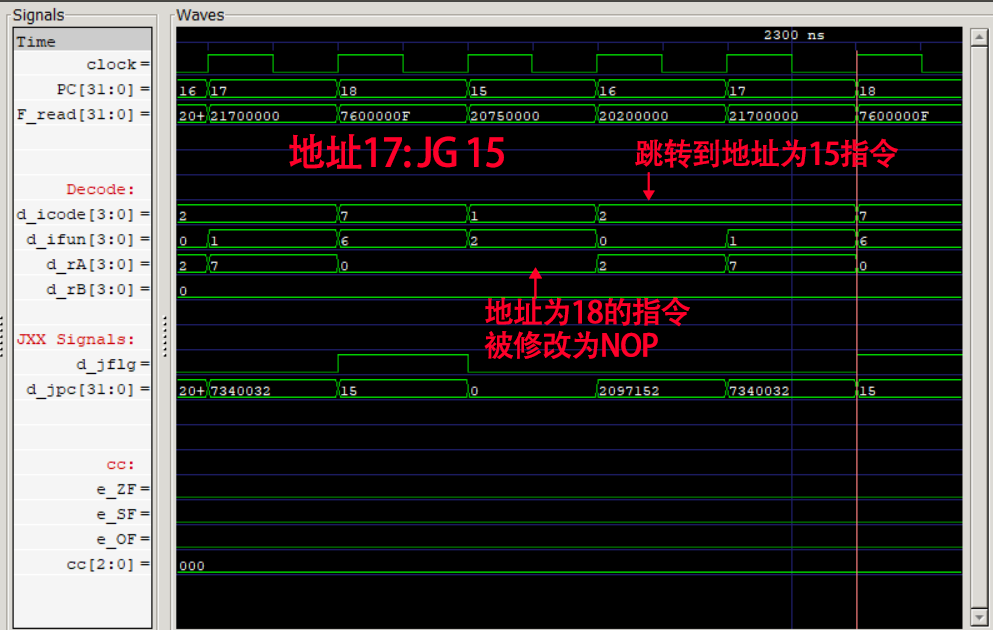 Signals
Waves
Time
2300 ns
clock=
PC[31:0]= 16 17 18 15 16 17 18
F_read[31:0]= 20+ 21700000 7600000F 20750000 20200000 21700000 7600000F
地址17: JG 15
跳转到地址为15指令
Decode:
d_icode[3:0]= 2 7 1 2 7
d_ifun[3:0]= 0 1 6 2 0 1 6
d_rA[3:0]= 2 7 0 2 7 0
d_rB[3:0]= 0
地址为18的指令
被修改为NOP
JXX Signals:
d_jflg=
d_jpc[31:0]= 20+ 7340032 15 0 2097152 7340032 15
cc:
e_ZF=
e_SF=
e_OF=
cc[2:0]= 000